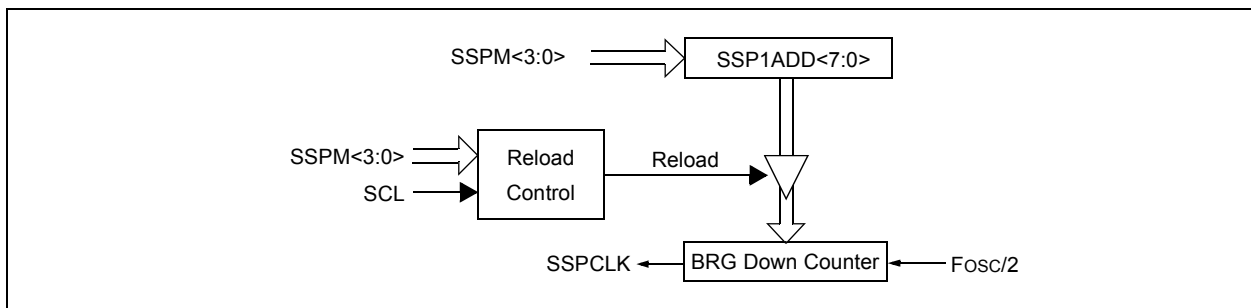 SSPM<3:0>
SSP1ADD<7:0>
SSPM<3:0>
SCL
Reload
Control
Reload
SSPCLK
BRG Down Counter
FOSC/2